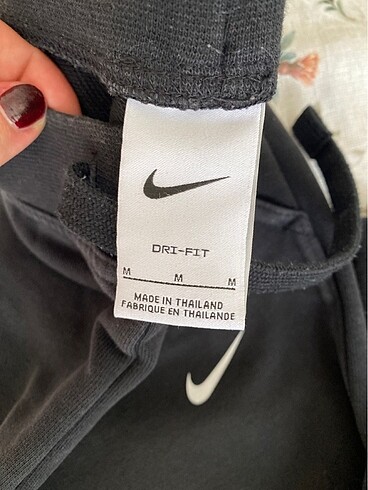 DRI-FIT
M M M
MADE IN THAILAND
FABRIQUE EN THAILANDE